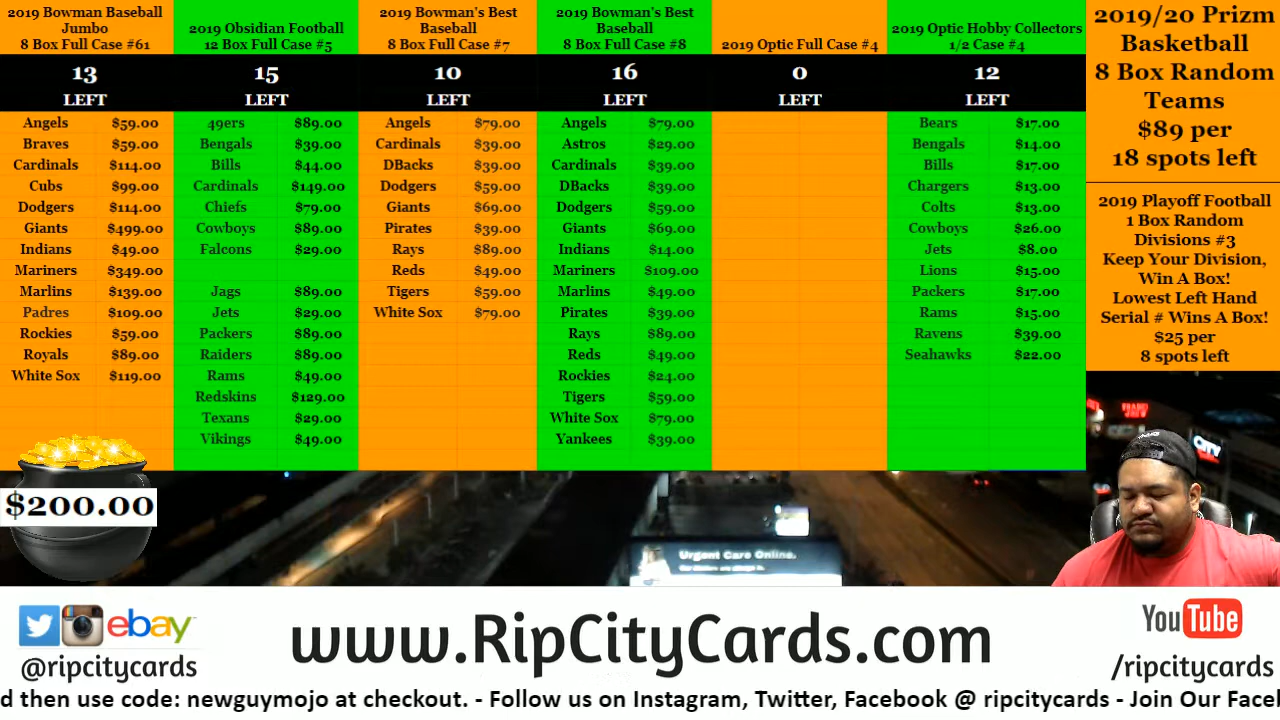 2019 Bowman Baseball
Jumbo
8 Box Full Case #61
13
LEFT
Angels $59.00
Braves $59.00
Cardinals $114.00
Cubs $99.00
Dodgers $114.00
Giants $499.00
Indians $49.00
Mariners $349.00
Marlins $139.00
Padres $109.00
Rockies $59.00
Royals $89.00
White Sox $119.00
2019 Obsidian Football
12 Box Full Case #5
15
LEFT
49ers $89.00
Bengals $39.00
Bills $44.00
Cardinals $149.00
Chiefs $79.00
Cowboys $89.00
Falcons $29.00
Jags $89.00
Jets $29.00
Packers $89.00
Raiders $89.00
Rams $49.00
Redskins $129.00
Texans $29.00
Vikings $49.00
2019 Bowman's Best
Baseball
8 Box Full Case #7
10
LEFT
Angels $79.00
Cardinals $39.00
DBacks $39.00
Dodgers $59.00
Giants $69.00
Pirates $39.00
Rays $89.00
Reds $49.00
Tigers $59.00
White Sox $79.00
2019 Bowman's Best
Baseball
8 Box Full Case #8
16
LEFT
Angels $79.00
Astros $29.00
Cardinals $39.00
DBacks $39.00
Dodgers $59.00
Giants $69.00
Indians $14.00
Mariners $109.00
Marlins $49.00
Pirates $39.00
Rays $89.00
Reds $49.00
Rockies $24.00
Tigers $59.00
White Sox $79.00
Yankees $39.00
2019 Optic Full Case #4
0
LEFT
2019 Optic Hobby Collectors
1/2 Case #4
12
LEFT
Bears $17.00
Bengals $14.00
Bills $17.00
Chargers $13.00
Colts $13.00
Cowboys $26.00
Jets $8.00
Lions $15.00
Packers $17.00
Rams $15.00
Ravens $39.00
Seahawks $22.00
2019/20 Prizm
Basketball
8 Box Random
Teams
$89 per
18 spots left
2019 Playoff Football
1 Box Random
Divisions #3
Keep Your Division,
Win A Box!
Lowest Left Hand
Serial # Wins A Box!
$25 per
8 spots left
$200.00
Urgent Care Online.
CITY
ebay
@ripcitycards
www.RipCityCards.com
YouTube
/ripcitycards
d then use code: newguymojo at checkout. - Follow us on Instagram, Twitter, Facebook @ ripcitycards - Join Our Face